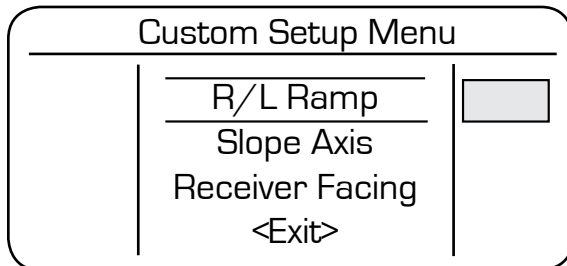 Custom Setup Menu
R/L Ramp
Slope Axis
Receiver Facing
<Exit>